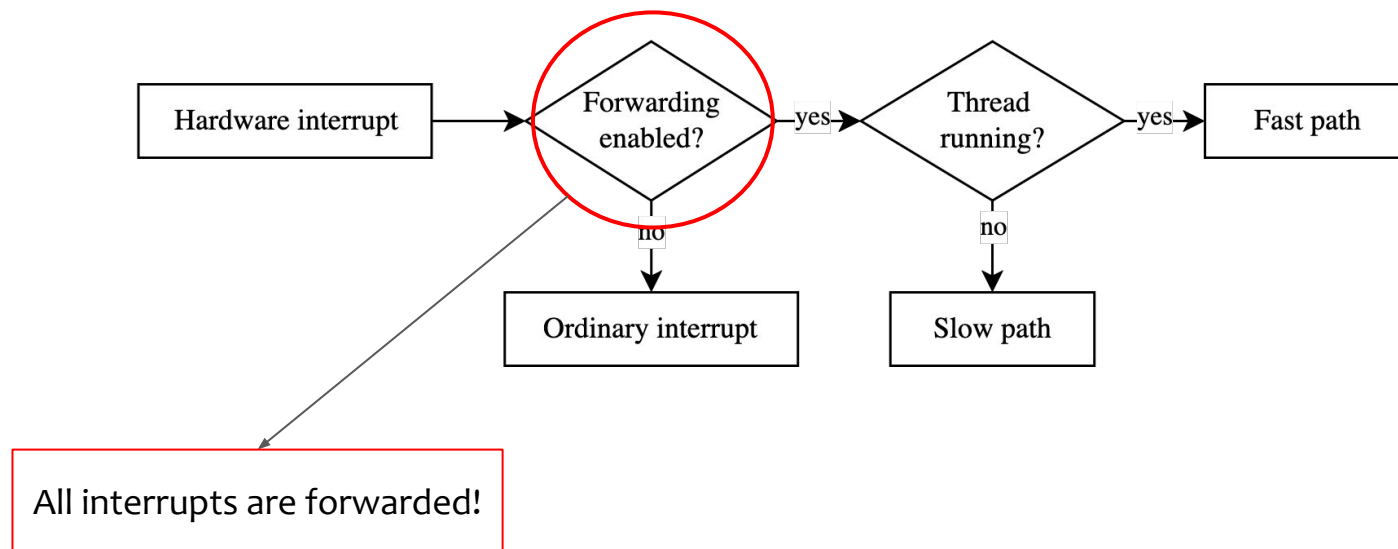 Hardware interrupt
Forwarding
enabled?
yes
Thread
running?
yes
Fast path
no
no
Ordinary interrupt
Slow path
All interrupts are forwarded!